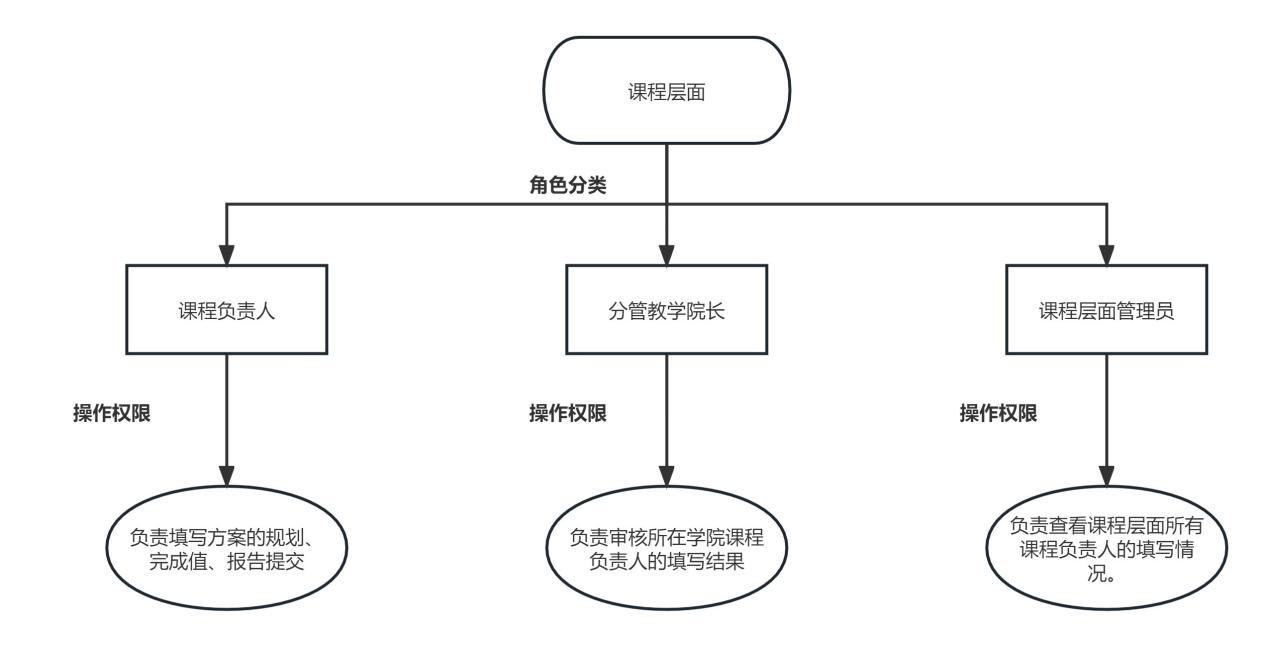 课程层面
角色分类
课程负责人
分管教学院长
课程层面管理员
操作权限
操作权限
操作权限
负责填写方案的规划、
完成值、报告提交
负责审核所在学院课程
负责人的填写结果
负责查看课程层面所有
课程负责人的填写情
况。